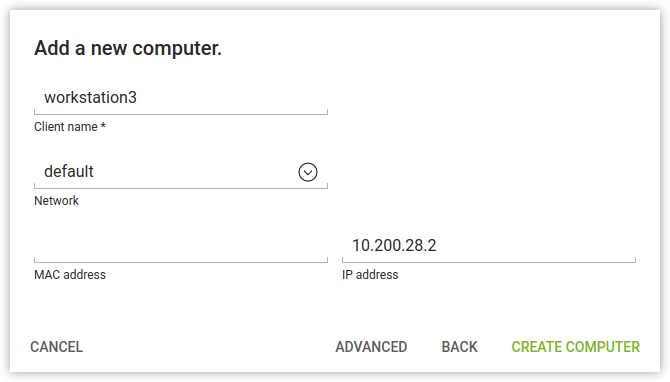 Add a new computer.
workstation3
Client name *
default
Network
10.200.28.2
MAC address
IP address
CANCEL
ADVANCED
BACK
CREATE COMPUTER